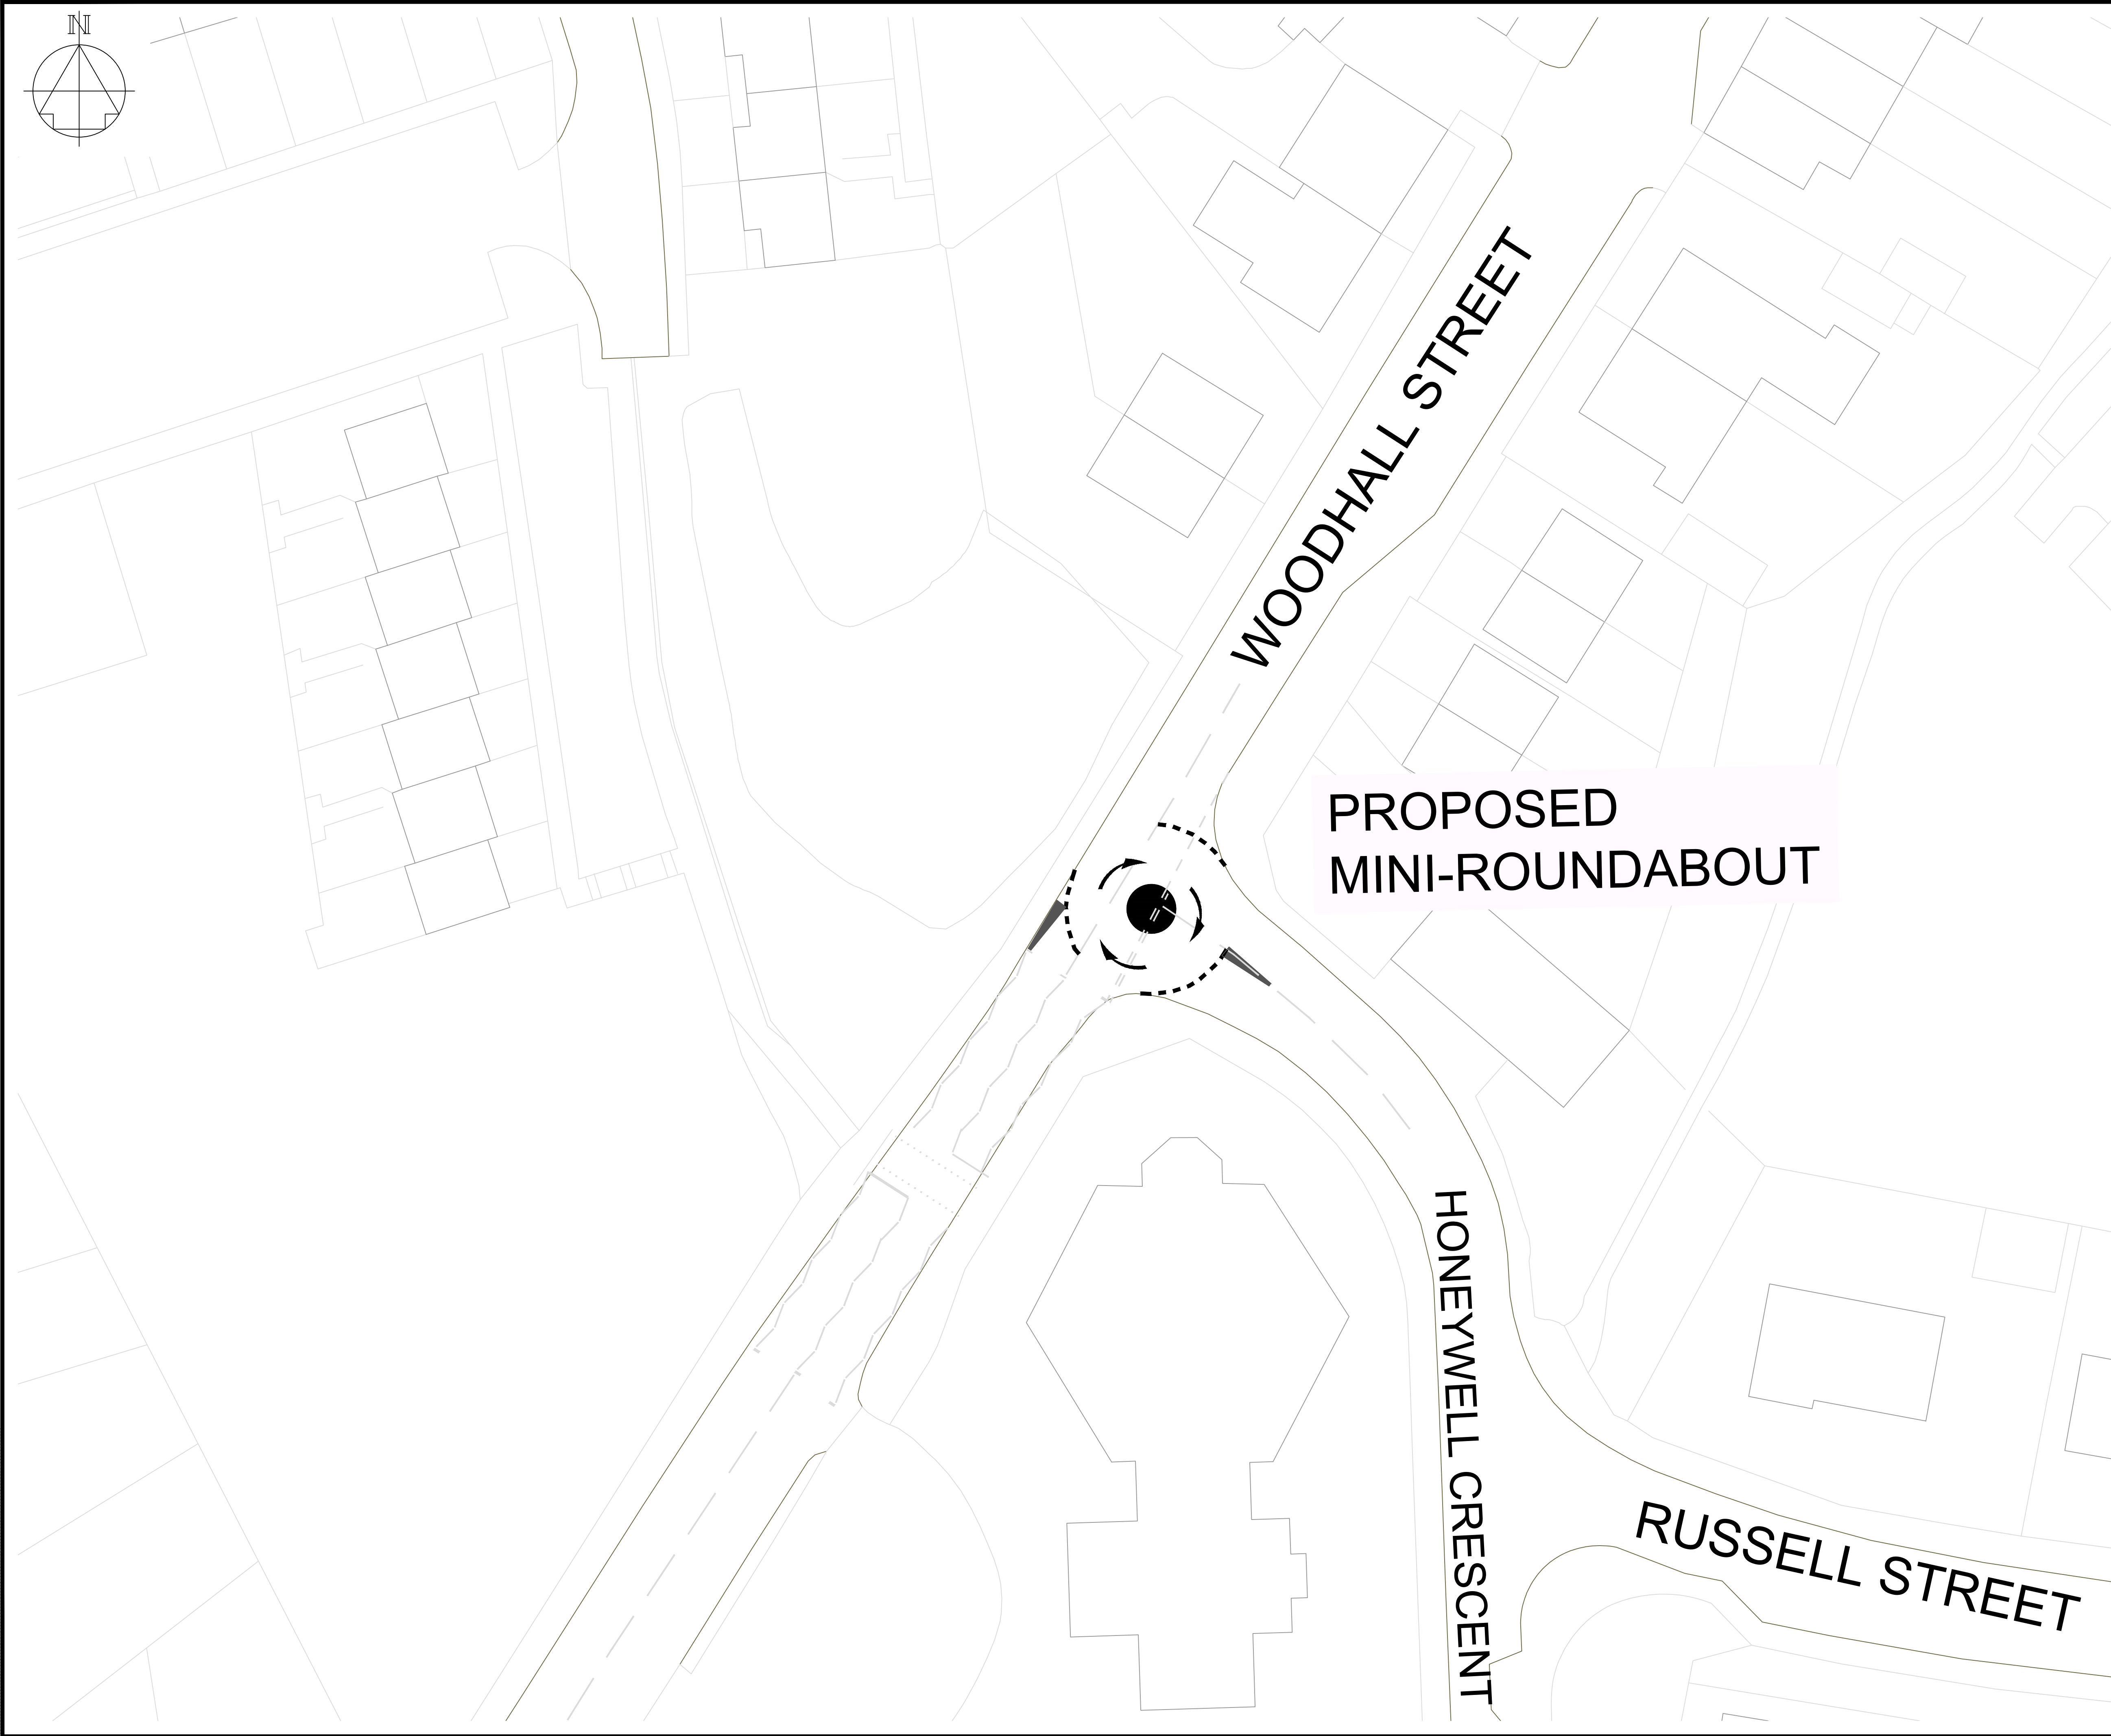 N
WOODHALL STREET
PROPOSED
MINI-ROUNDABOUT
HONEYWELL CRESCENT
RUSSELL STREET